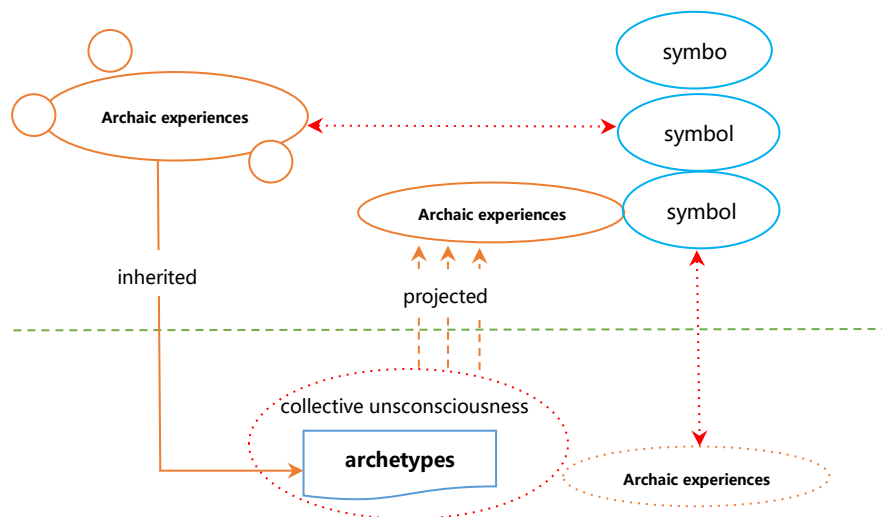 symbo
Archaic experiences
symbol
Archaic experiences
symbol
inherited
projected
collective unsconsciousness
archetypes
Archaic experiences